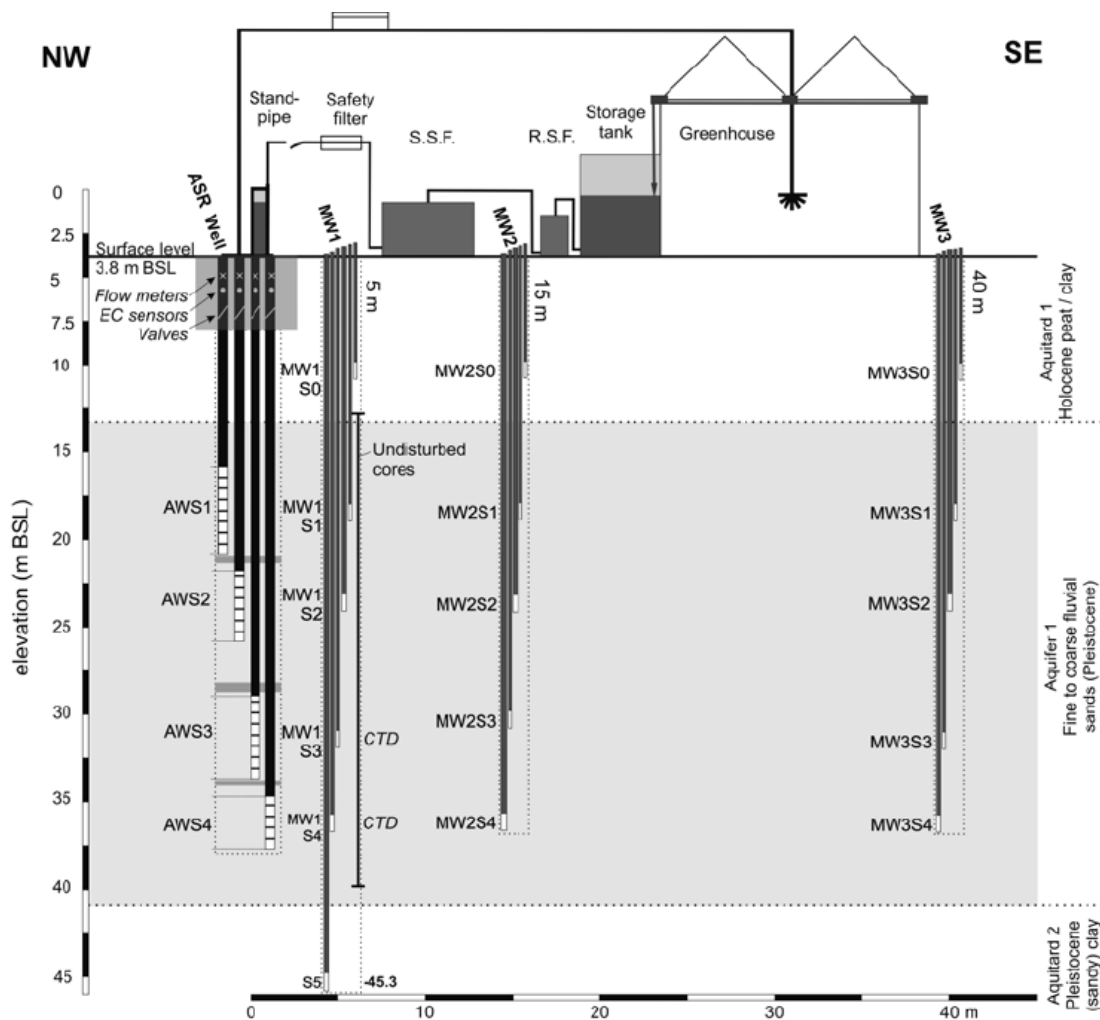 NW
SE
Stand-
pipe
Safety
filter
S.S.F.
R.S.F.
Storage
tank
Greenhouse
ASR Well
MW1
MW2
MW3
Surface level
3.8 m BSL
Flow meters
EC sensors
Valves
5 m
15 m
40 m
elevation (m BSL)
0
2.5
5
7.5
10
15
20
25
30
35
40
45
MW1
S0
MW2S0
MW3S0
Undisturbed
cores
AWS1
MW1
S1
MW2S1
MW3S1
AWS2
MW1
S2
MW2S2
MW3S2
AWS3
MW1
S3
CTD
MW2S3
MW3S3
AWS4
MW1
S4
CTD
MW2S4
MW3S4
S5
-45.3
Aquitard 1
Holocene peat / clay
Aquifer 1
Fine to coarse fluvial
sands (Pleistocene)
Aquitard 2
Pleistocene
(sandy) clay
0
10
20
30
40 m